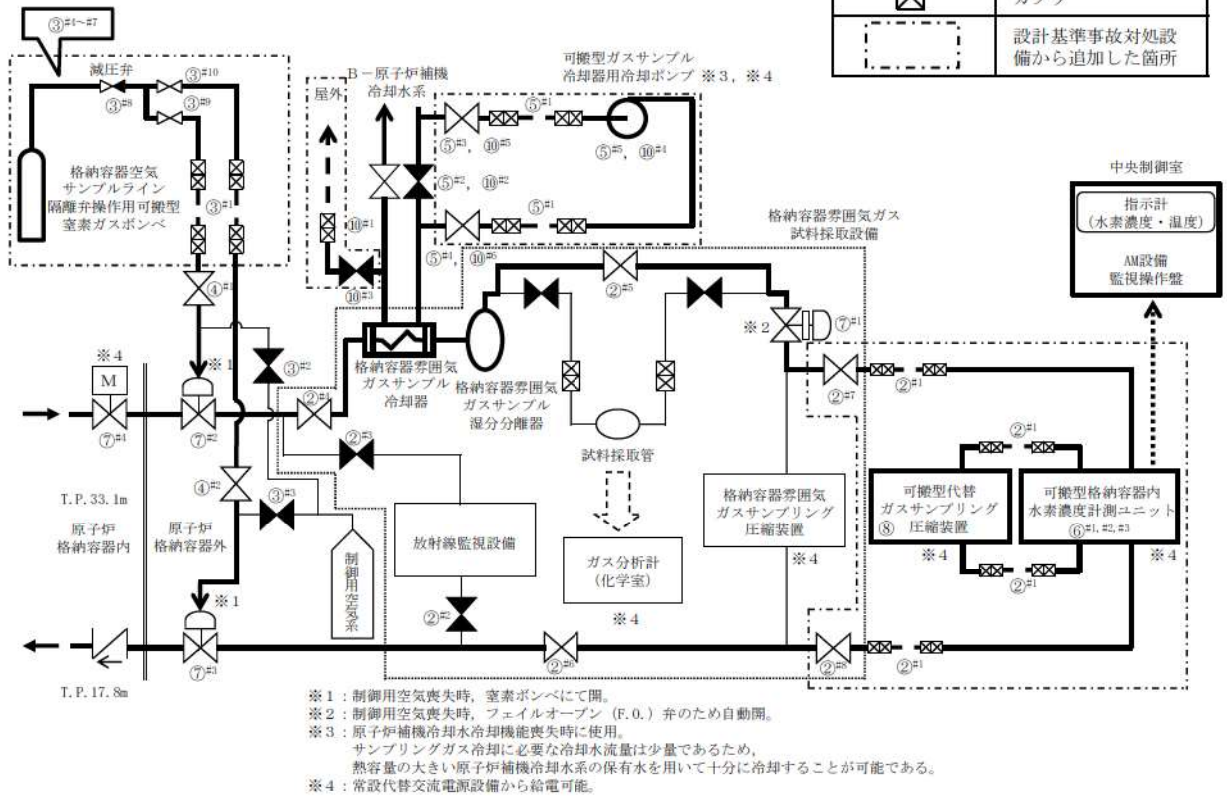 カプラ
設計基準事故対処設
備から追加した箇所
③#4~#7
減圧弁
③#10
③#8
③#9
格納容器空気
サンプルライン
隔離弁操作用可搬型
窒素ガスボンベ
③#1
④#1
B-原子炉補機
冷却水系
屋外
可搬型ガスサンプル
冷却器用冷却ポンプ ※3,※4
⑤#1
⑤#3, ⑩#5
⑤#5, ⑩#4
⑤#2, ⑩#2
⑤#1
⑤#4, ⑩#6
⑩#1
⑩#3
格納容器雰囲気ガス
試料採取設備
中央制御室
指示計
(水素濃度・温度)
AM設備
監視操作盤
②#5
※2
⑦#1
※4
M
⑦#4
※1
⑦#2
③#2
②#4
格納容器雰囲気
ガスサンプル
冷却器
格納容器雰囲気
ガスサンプル
湿分分離器
②#3
試料採取管
②#7
②#1
②#1
T.P.33.1m
原子炉
格納容器内
原子炉
格納容器外
④#2
③#3
制御用空気系
放射線監視設備
ガス分析計
(化学室)
※4
格納容器雰囲気
ガスサンプリング
圧縮装置
※4
可搬型代替
ガスサンプリング
圧縮装置
⑧
※4
可搬型格納容器内
水素濃度計測ユニット
⑥#1,#2,#3
※4
②#1
※1
②#2
⑦#3
②#6
②#8
②#1
T.P.17.8m
※1:制御用空気喪失時,窒素ボンベにて開。
※2:制御用空気喪失時,フェイルオープン(F.O.)弁のため自動開。
※3:原子炉補機冷却水冷却機能喪失時に使用。
サンプリングガス冷却に必要な冷却水流量は少量であるため,
熱容量の大きい原子炉補機冷却水系の保有水を用いて十分に冷却することが可能である。
※4:常設代替交流電源設備から給電可能。